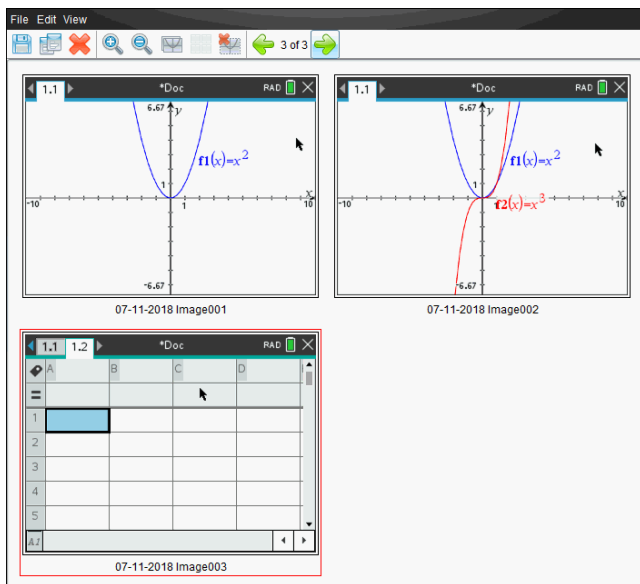 File Edit View
3 of 3
1.1 *Doc RAD
6.67 y
f1(x)=x²
1
x
-10 1 10
-6.67
07-11-2018 Image001
1.1 *Doc RAD
6.67 y
f1(x)=x²
1
x
-10 1 f2(x)=x³ 10
-6.67
07-11-2018 Image002
1.1 1.2 *Doc RAD
A B C D
=
1
2
3
4
5
A1
07-11-2018 Image003